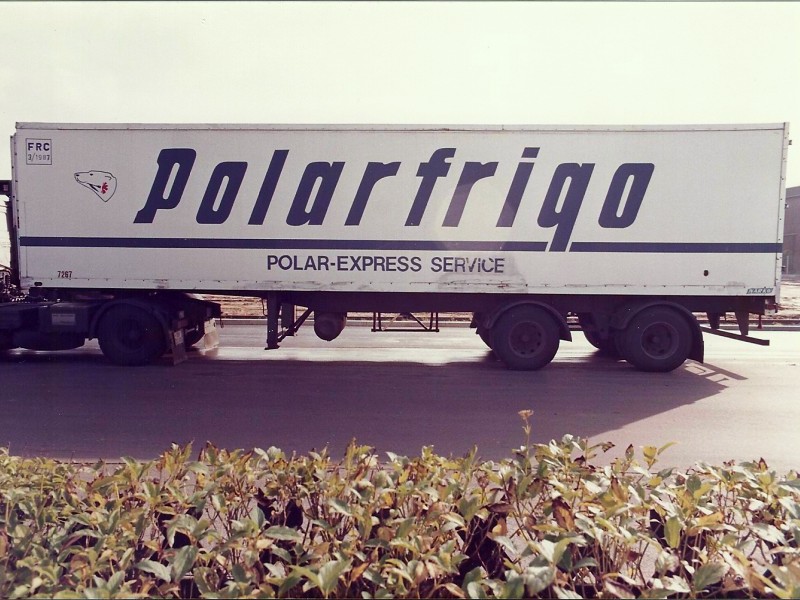 FRC
3/1983
Polarfrigo
POLAR-EXPRESS SERVICE
7267